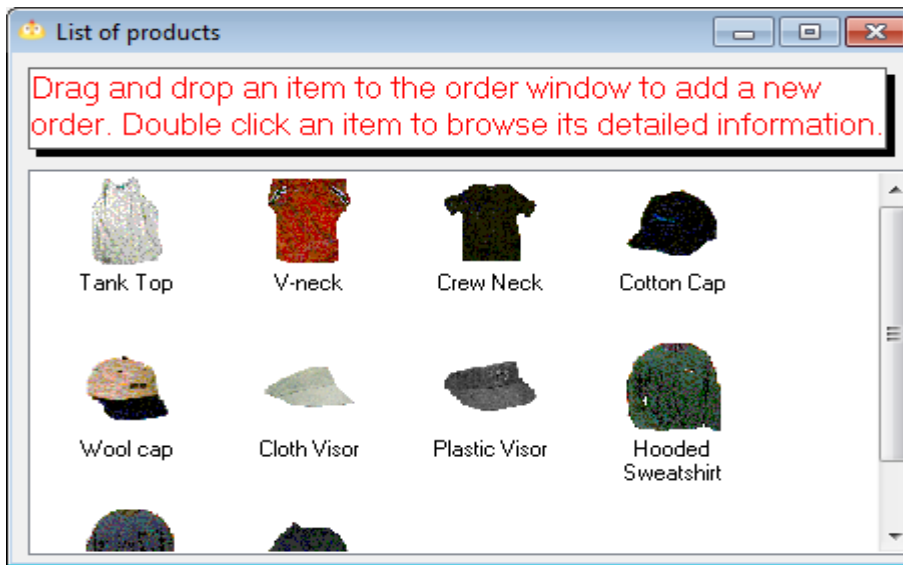 List of products
Drag and drop an item to the order window to add a new
order. Double click an item to browse its detailed information.
Tank Top
V-neck
Crew Neck
Cotton Cap
Wool cap
Cloth Visor
Plastic Visor
Hooded
Sweatshirt